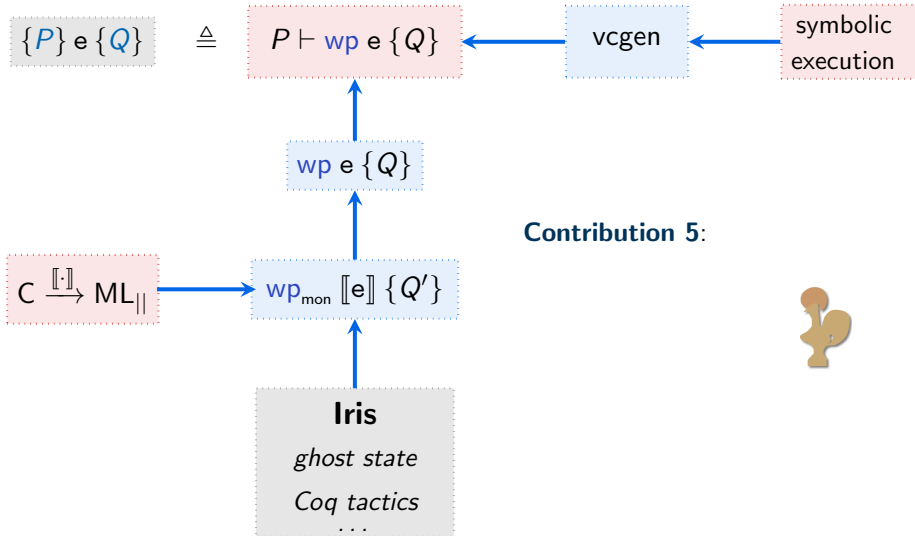 {P} e {Q} ≜ P ⊢ wp e {Q} vcgen symbolic
execution
wp e {Q}
Contribution 5:
C ⟦·⟧→ ML|| wp_mon ⟦e⟧ {Q′}
Iris
ghost state
Coq tactics
...